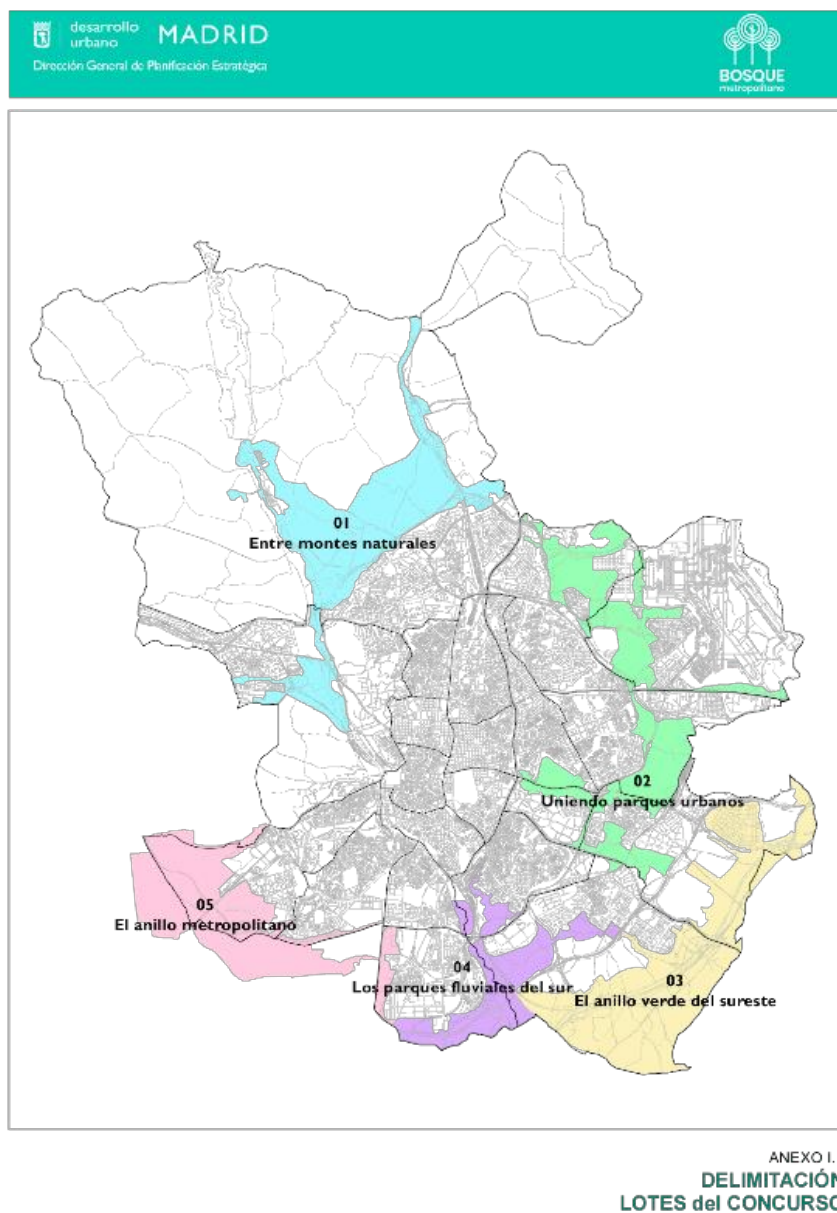 desarrollo
urbano MADRID
Dirección General de Planificación Estratégica
BOSQUE
metropolitano
01
Entre montes naturales
02
Uniendo parques urbanos
05
El anillo metropolitano
04
Los parques fluviales del sur
03
El anillo verde del sureste
ANEXO I.
DELIMITACIÓN
LOTES del CONCURSO